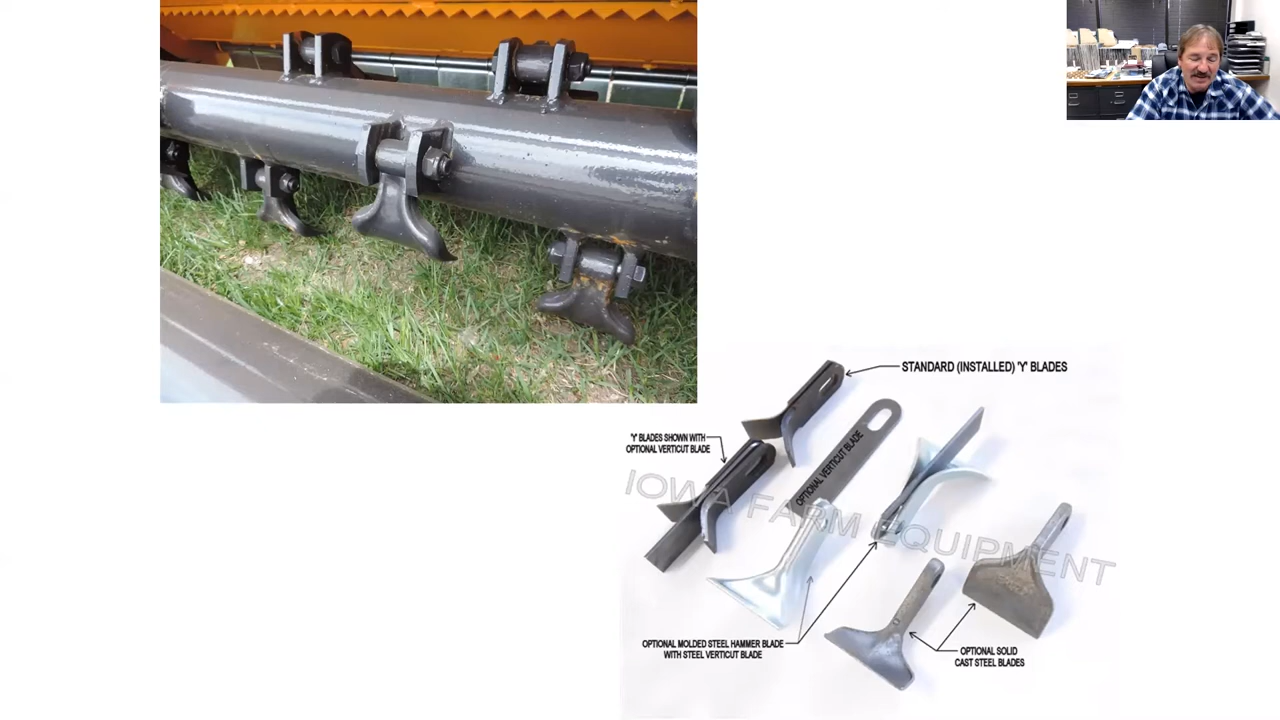 STANDARD (INSTALLED) 'Y' BLADES
'Y' BLADES SHOWN WITH
OPTIONAL VERTICUT BLADE
OPTIONAL VERTICUT BLADE
IOWA FARM EQUIPMENT
OPTIONAL MOLDED STEEL HAMMER BLADE
WITH STEEL VERTICUT BLADE
OPTIONAL SOLID
CAST STEEL BLADES